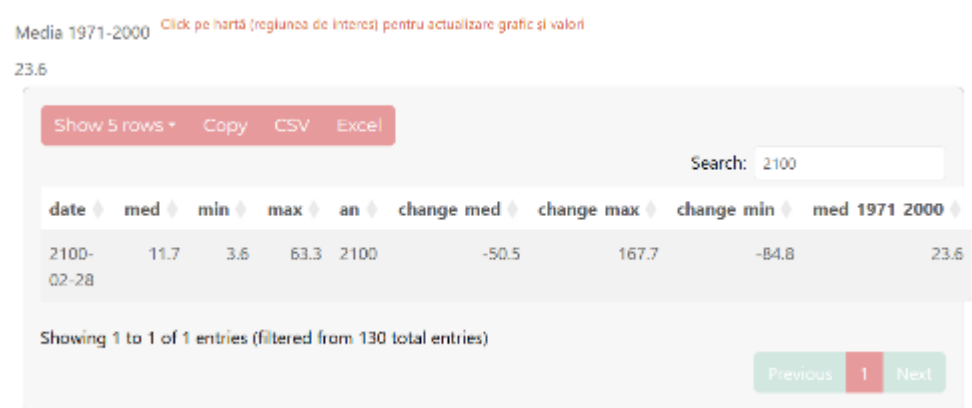 Media 1971-2000 Click pe hartă (regiunea de interes) pentru actualizare grafic și valori
23.6
Show 5 rows Copy CSV Excel
Search: 2100
date med min max an change med change max change min med 1971 2000
2100- 11.7 3.6 63.3 2100 -50.5 167.7 -84.8 23.6
02-28
Showing 1 to 1 of 1 entries (filtered from 130 total entries)
Previous 1 Next